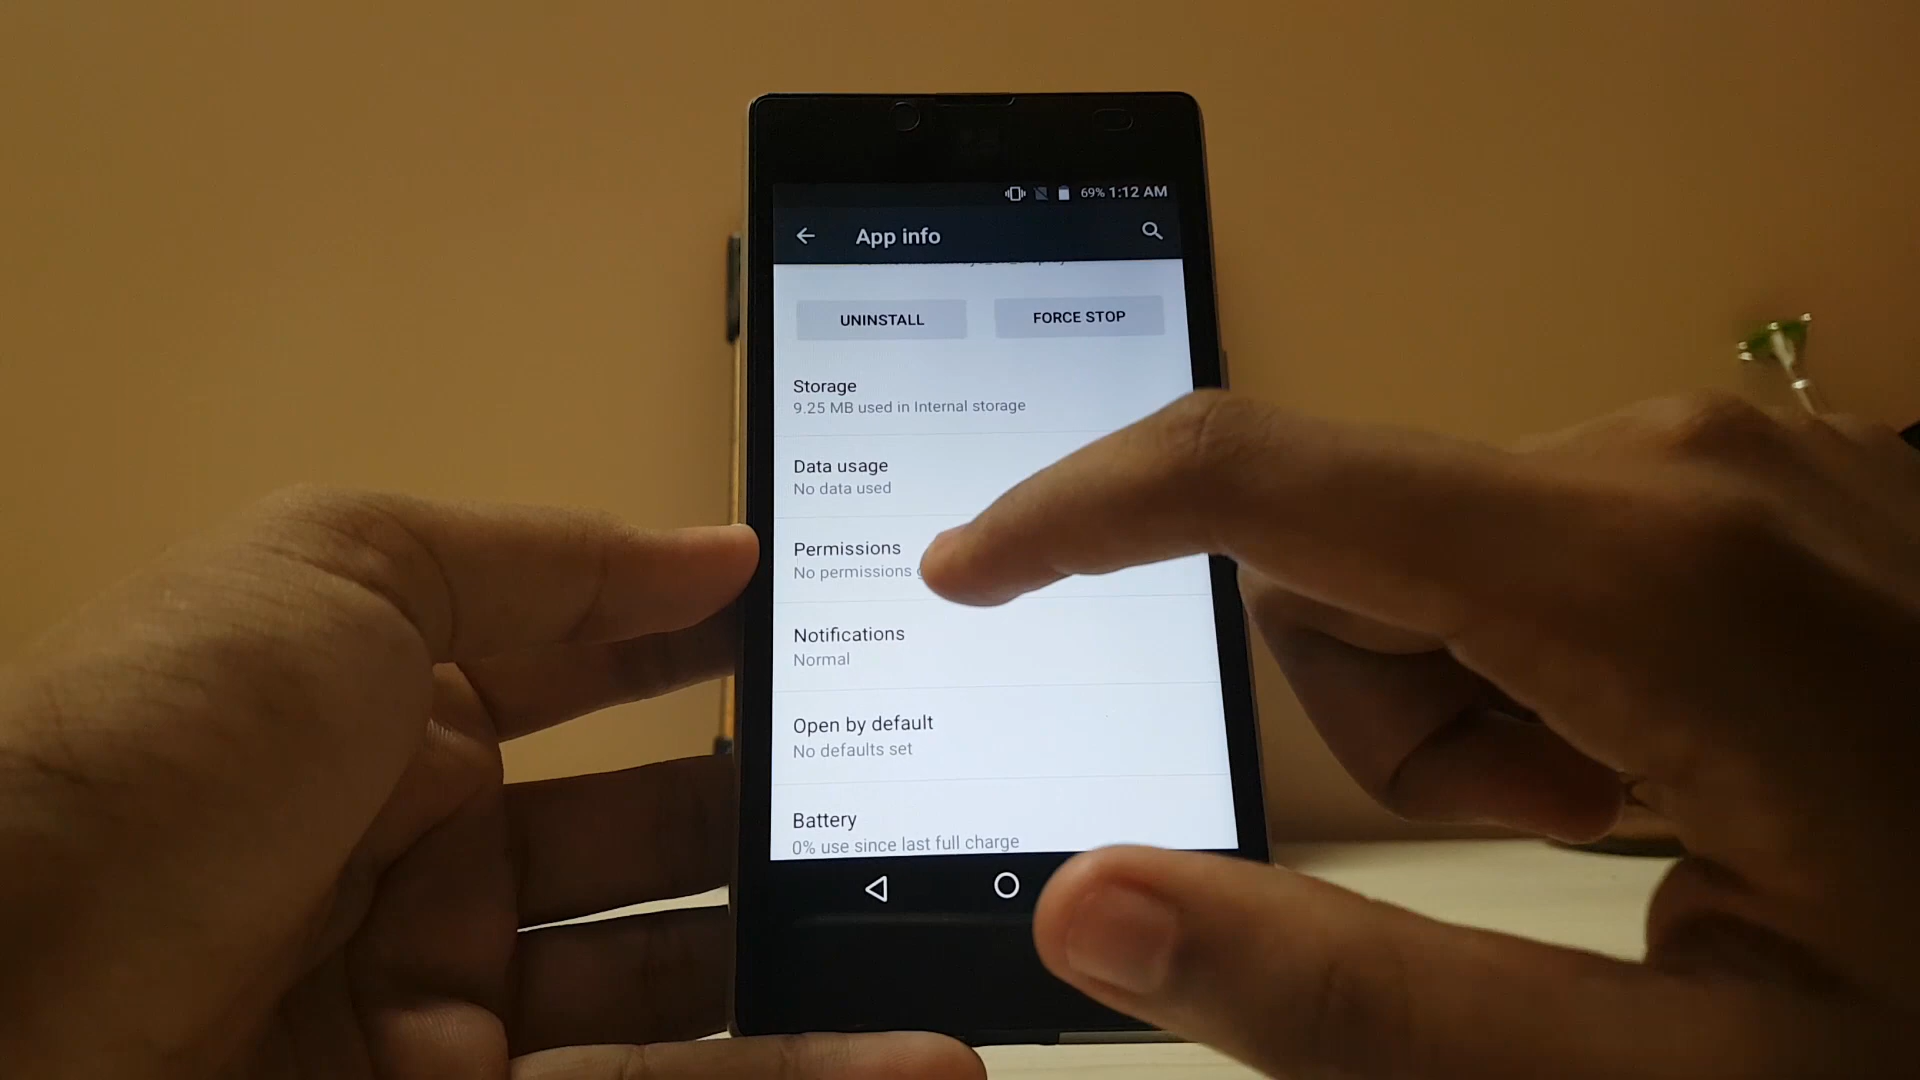 69% 1:12 AM
App info
UNINSTALL
FORCE STOP
Storage
9.25 MB used in Internal storage
Data usage
No data used
Permissions
No permissions
Notifications
Normal
Open by default
No defaults set
Battery
0% use since last full charge